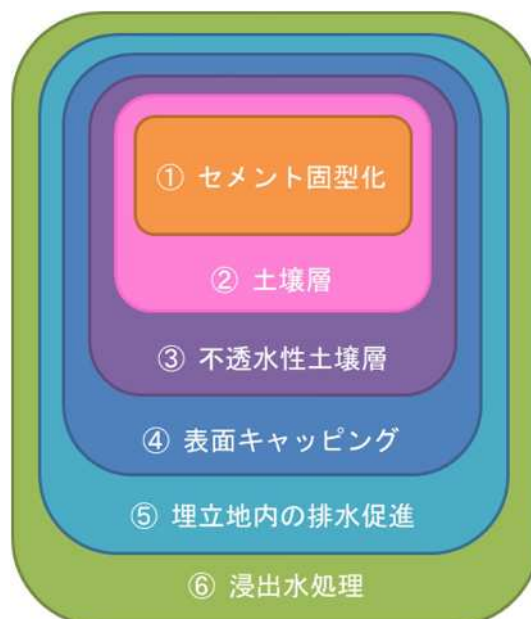 ① セメント固型化
② 土壌層
③ 不透水性土壌層
④ 表面キャッピング
⑤ 埋立地内の排水促進
⑥ 浸出水処理